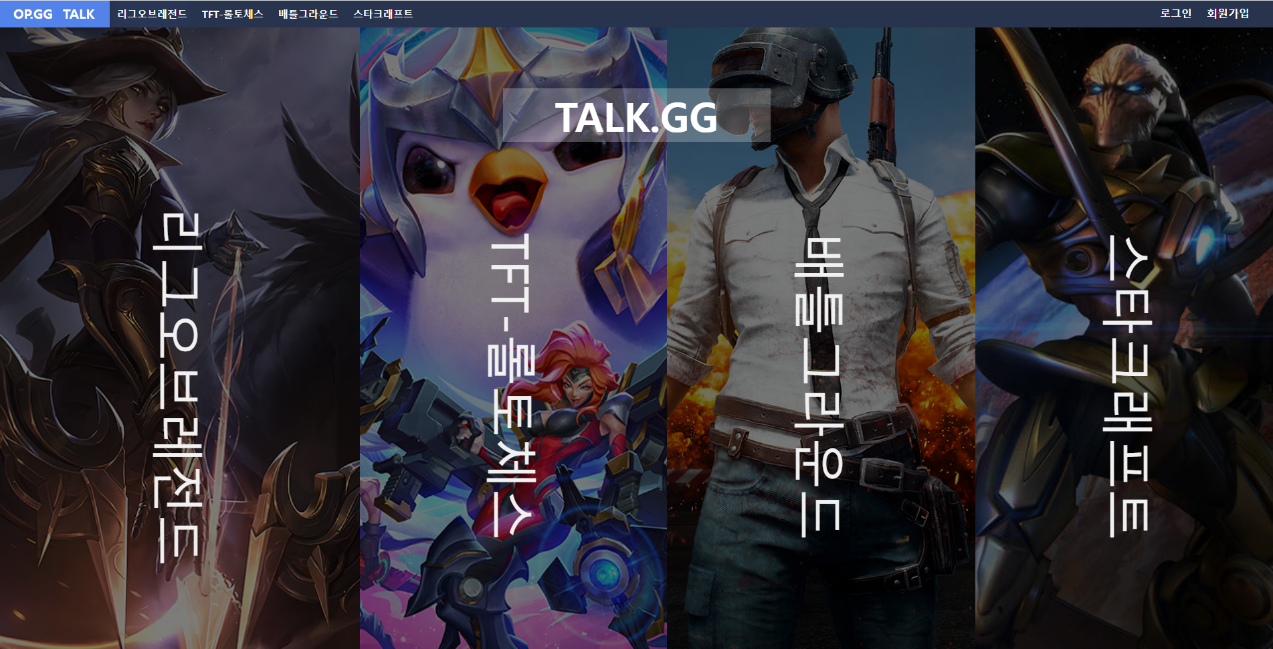 OP.GG TALK 리그오브레전드 TFT-롤토체스 배틀그라운드 스타크래프트 로그인 회원가입
TALK.GG
리그오브레전드
TFT-롤토체스
배틀그라운드
스타크래프트